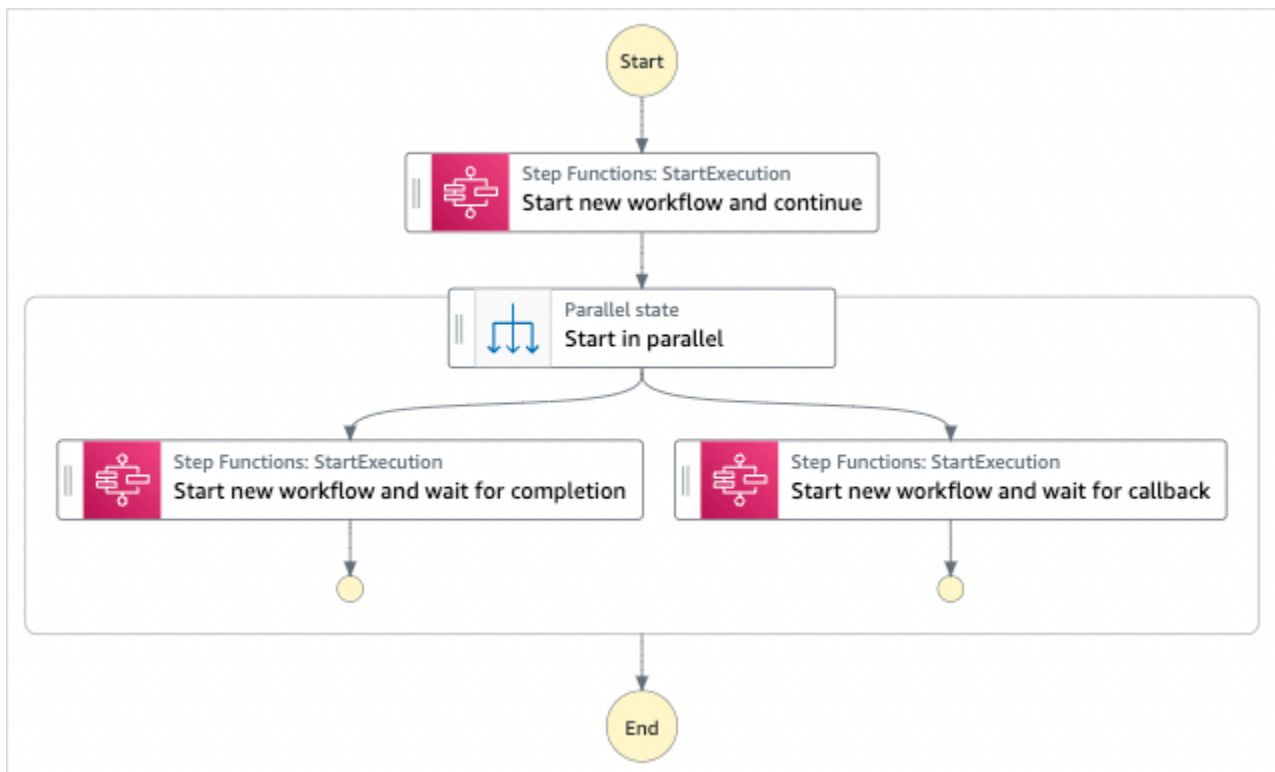 Start
Step Functions: StartExecution
Start new workflow and continue
Parallel state
Start in parallel
Step Functions: StartExecution
Start new workflow and wait for completion
Step Functions: StartExecution
Start new workflow and wait for callback
End